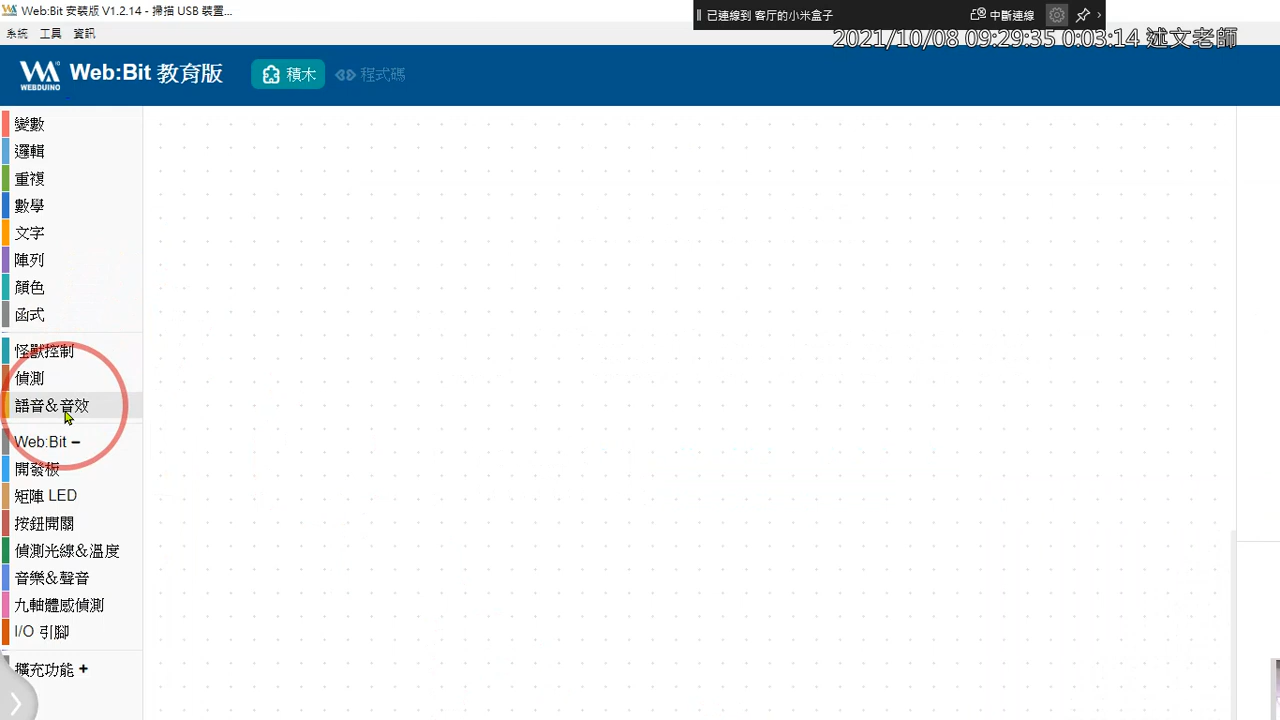 Web:Bit 安裝版 V1.2.14 - 掃描 USB 裝置...
已連線到 客厅的小米盒子
中斷連線
系統 工具 資訊
2021/10/08 09:29:35 0:03:14 述文老師
WEBDUINO
Web:Bit 教育版
積木
程式碼
變數
邏輯
重複
數學
文字
陣列
顏色
函式
怪獸控制
偵測
語音&音效
Web:Bit −
開發板
矩陣 LED
按鈕開關
偵測光線&溫度
音樂&聲音
九軸體感偵測
I/O 引腳
擴充功能 +